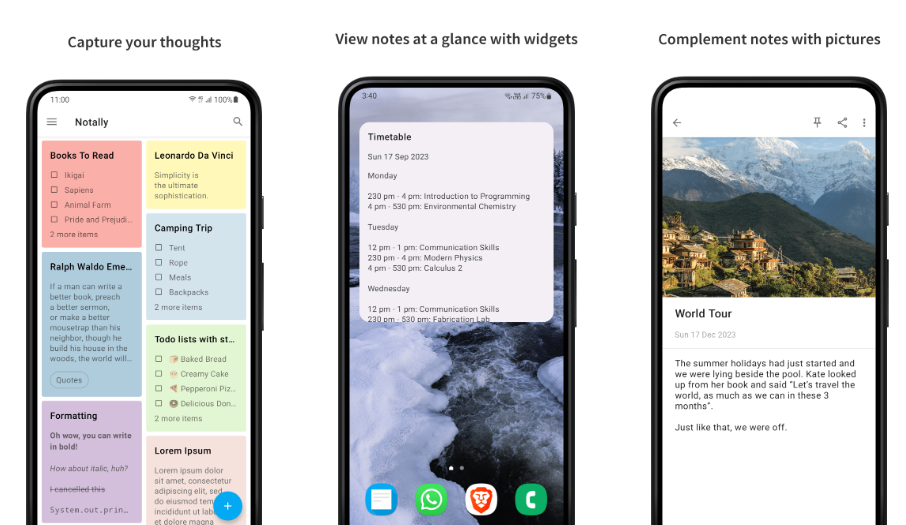 Capture your thoughts
11:00
100%
Notally
Books To Read
Ikigai
Sapiens
Animal Farm
Pride and Prejudi...
2 more items
Ralph Waldo Eme...
If a man can write a
better book, preach
a better sermon,
or make a better
mousetrap than his
neighbor, though he
build his house in the
woods, the world will...
Quotes
Formatting
Oh wow, you can write
in bold!
How about italic, huh?
I cancelled this
System.out.prin...
Leonardo Da Vinci
Simplicity is
the ultimate
sophistication.
Camping Trip
Tent
Rope
Meals
Backpacks
2 more items
Todo lists with st...
🍞 Baked Bread
🍥 Creamy Cake
🍕 Pepperoni Piz...
🍩 Delicious Don...
2 more items
Lorem Ipsum
Lorem ipsum dolor
sit amet, consectetur
adipiscing elit, sed
do eiusmod tem
incididunt ut lab
et dolore magna
View notes at a glance with widgets
3:40
75%
Timetable
Sun 17 Sep 2023
Monday
230 pm - 4 pm: Introduction to Programming
4 pm - 530 pm: Environmental Chemistry
Tuesday
12 pm - 1 pm: Communication Skills
230 pm - 4 pm: Modern Physics
4 pm - 530 pm: Calculus 2
Wednesday
12 pm - 1 pm: Communication Skills
230 pm - 530 pm: Fabrication Lab
Complement notes with pictures
World Tour
Sun 17 Dec 2023
The summer holidays had just started and
we were lying beside the pool. Kate looked
up from her book and said “Let’s travel the
world, as much as we can in these 3
months”.
Just like that, we were off.